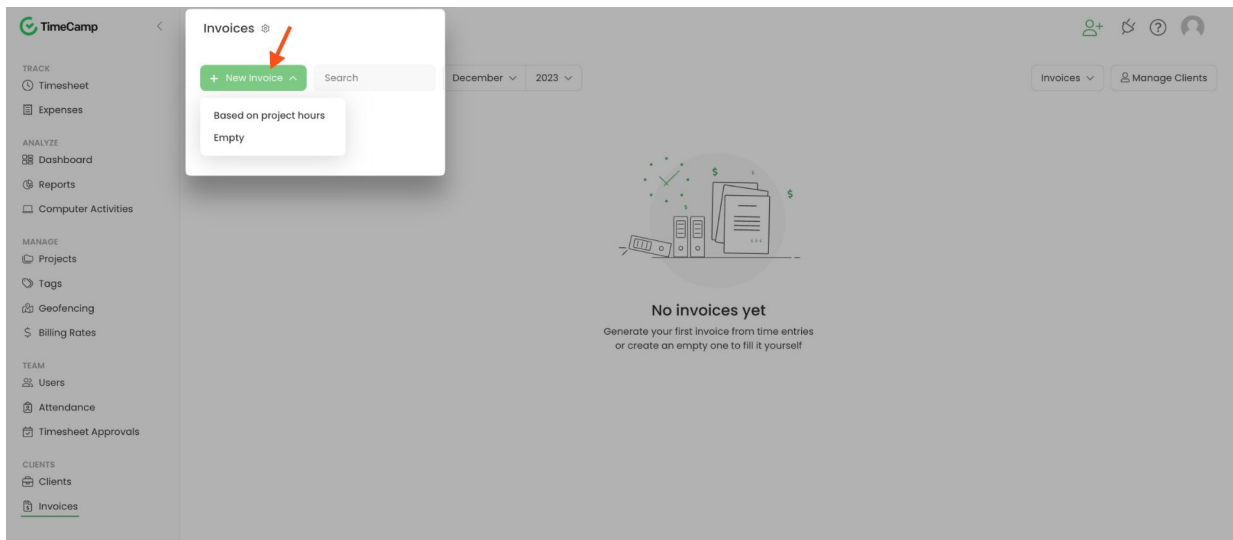 TimeCamp
TRACK
Timesheet
Expenses
ANALYZE
Dashboard
Reports
Computer Activities
MANAGE
Projects
Tags
Geofencing
Billing Rates
TEAM
Users
Attendance
Timesheet Approvals
CLIENTS
Clients
Invoices
Invoices
+ New Invoice
Search
December
2023
Invoices
Manage Clients
Based on project hours
Empty
No invoices yet
Generate your first invoice from time entries
or create an empty one to fill it yourself